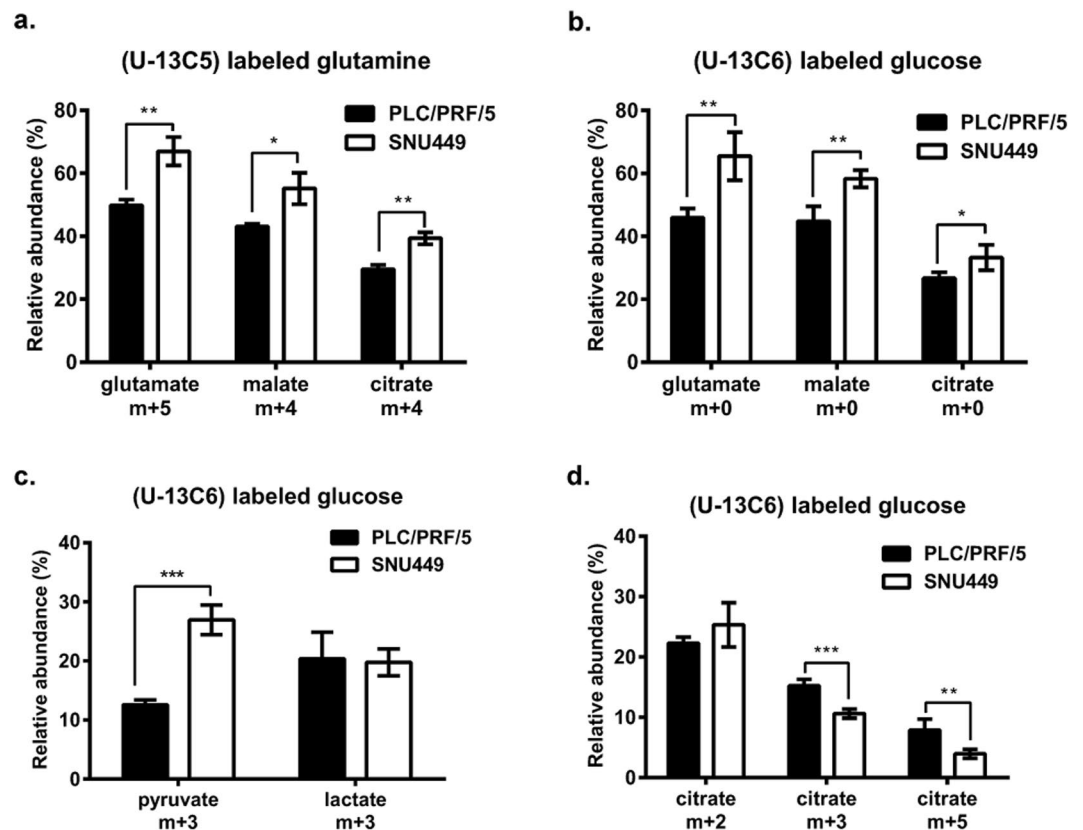 a.
(U-13C5) labeled glutamine
PLC/PRF/5
SNU449
Relative abundance (%)
80
60
40
20
0
**
*
**
glutamate
m+5
malate
m+4
citrate
m+4
b.
(U-13C6) labeled glucose
PLC/PRF/5
SNU449
Relative abundance (%)
80
60
40
20
0
**
**
*
glutamate
m+0
malate
m+0
citrate
m+0
c.
(U-13C6) labeled glucose
PLC/PRF/5
SNU449
Relative abundance (%)
40
30
20
10
0
***
pyruvate
m+3
lactate
m+3
d.
(U-13C6) labeled glucose
PLC/PRF/5
SNU449
Relative abundance (%)
40
30
20
10
0
***
**
citrate
m+2
citrate
m+3
citrate
m+5